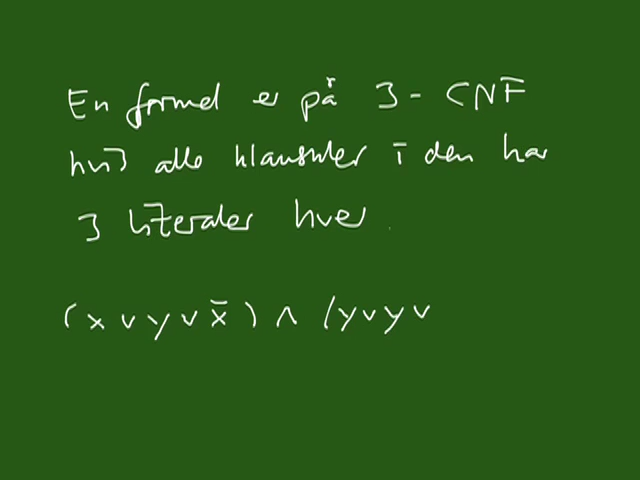 En formel er på 3-CNF
hvis alle klausuler i den har
3 literaler hver.
(x ∨ y ∨ x̄) ∧ (y ∨ y ∨